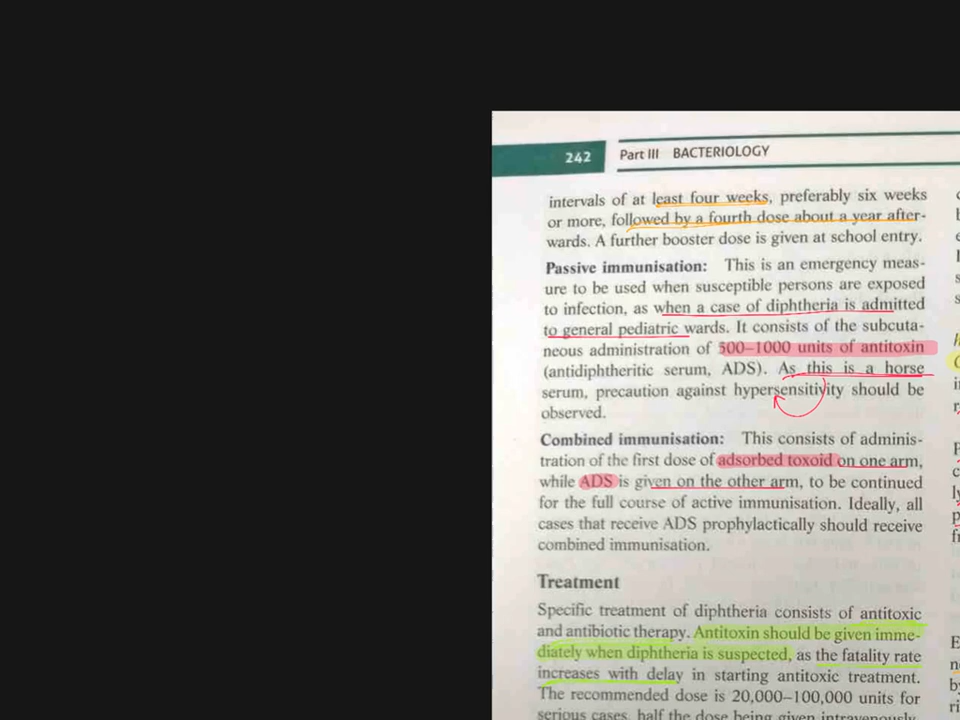 242 Part III BACTERIOLOGY
intervals of at least four weeks, preferably six weeks
or more, followed by a fourth dose about a year after-
wards. A further booster dose is given at school entry.
Passive immunisation: This is an emergency meas-
ure to be used when susceptible persons are exposed
to infection, as when a case of diphtheria is admitted
to general pediatric wards. It consists of the subcuta-
neous administration of 500–1000 units of antitoxin
(antidiphtheritic serum, ADS). As this is a horse
serum, precaution against hypersensitivity should be
observed.
Combined immunisation: This consists of adminis-
tration of the first dose of adsorbed toxoid on one arm,
while ADS is given on the other arm, to be continued
for the full course of active immunisation. Ideally, all
cases that receive ADS prophylactically should receive
combined immunisation.
Treatment
Specific treatment of diphtheria consists of antitoxic
and antibiotic therapy. Antitoxin should be given imme-
diately when diphtheria is suspected, as the fatality rate
increases with delay in starting antitoxic treatment.
The recommended dose is 20,000–100,000 units for
serious cases, half the dose being given intravenously